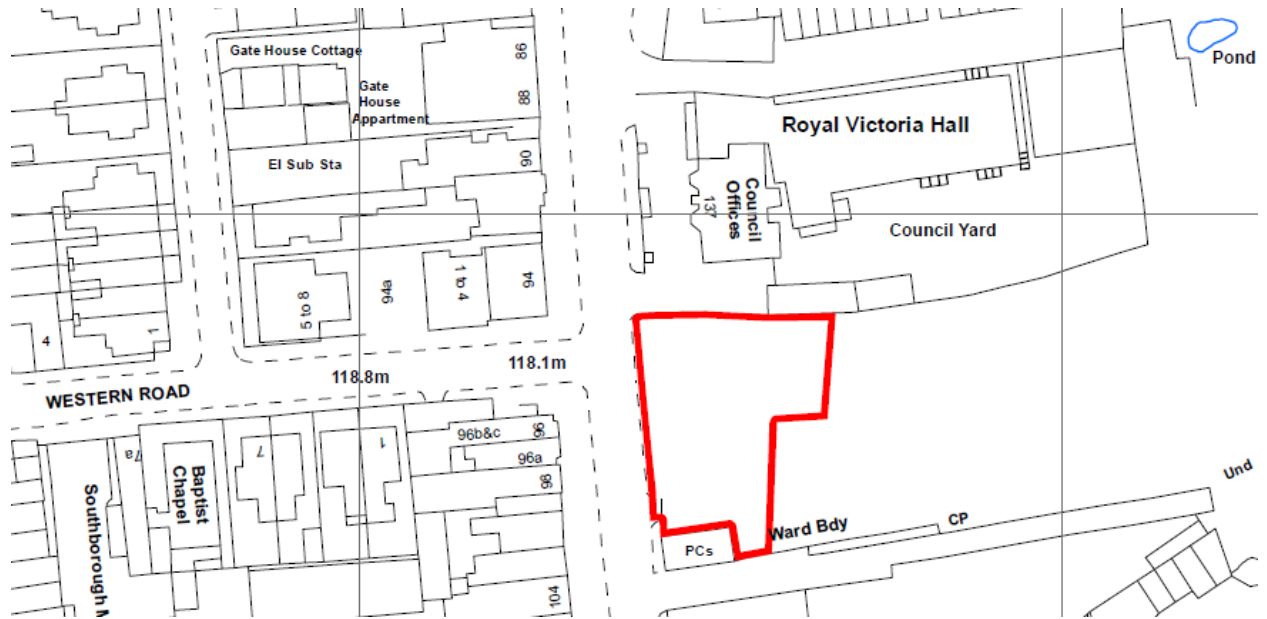 Gate House Cottage
86
88
Gate
House
Appartment
Pond
Royal Victoria Hall
El Sub Sta
90
Council
Offices
137
Council Yard
5 to 8
94a
1 to 4
94
4
1
118.8m
118.1m
WESTERN ROAD
7a
Baptist
Chapel
7
1
96b&c
96
96a
98
Southborough M
104
PCs
Ward Bdy
CP
Und